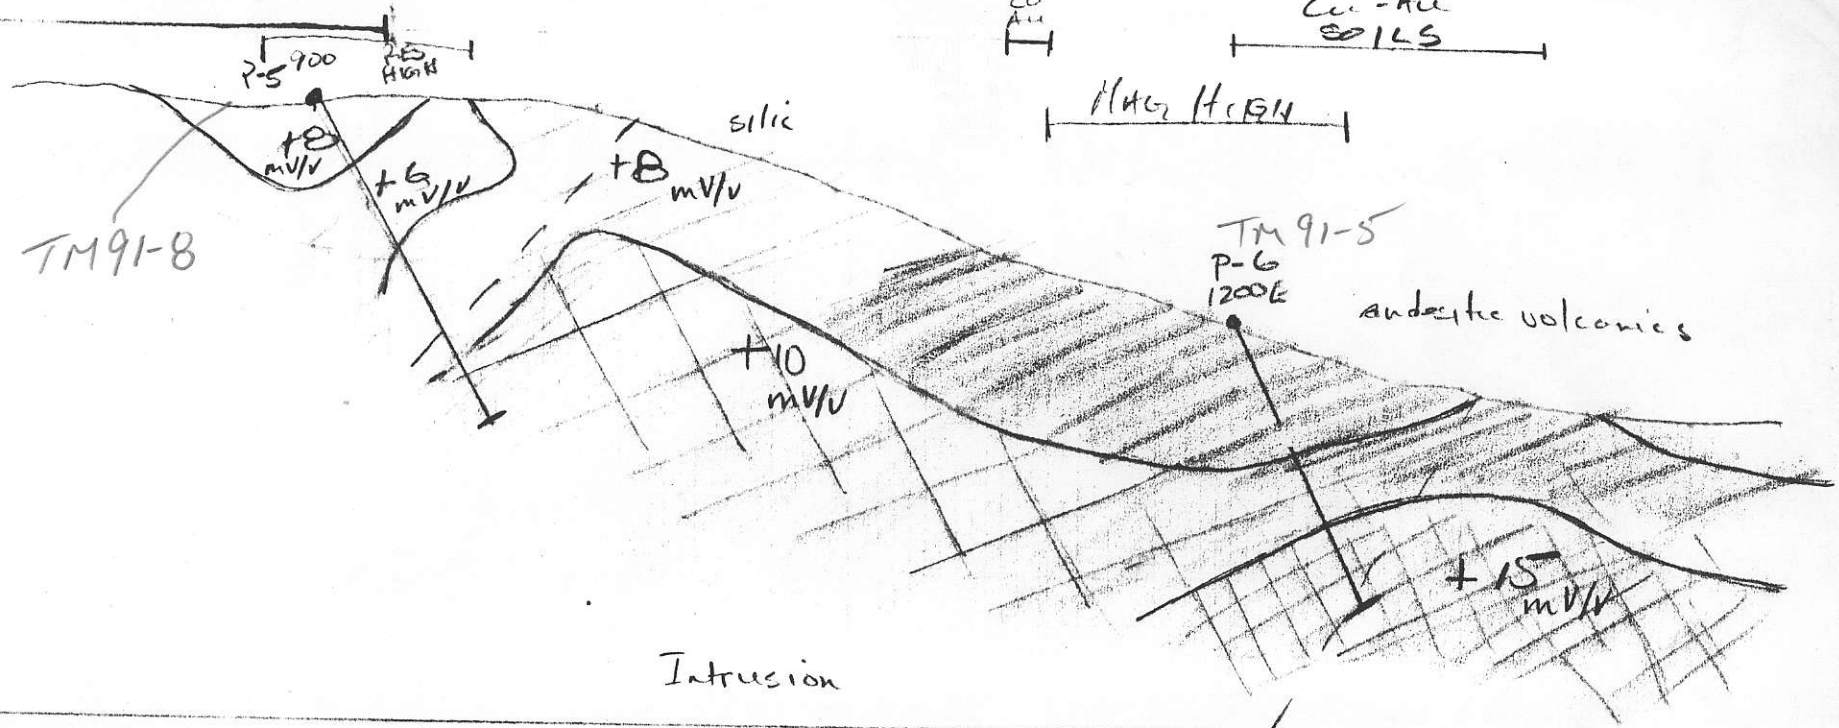 Cu-Au
SOILS
Au
P-5 900
RES
HIGH
MAG HIGH
silic
+8
mV/V
+6
mV/V
+8
mV/V
TM91-8
TM91-5
P-6
1200E
andesitic volcanics
+10
mV/V
+15
mV/V
Intrusion